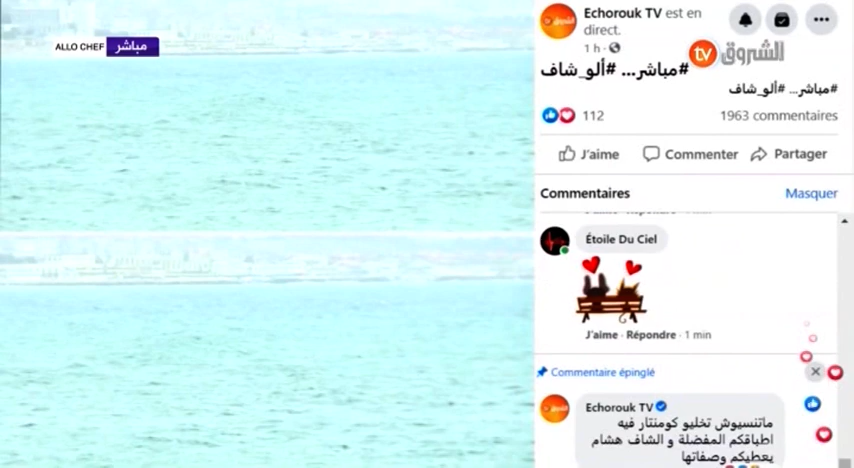 ALLO CHEF مباشر
Echorouk TV est en
direct.
1 h
الشروق tv
#مباشر... #ألو_شاف
#مباشر... #ألو_شاف
112
1963 commentaires
J'aime
Commenter
Partager
Commentaires
Masquer
J'aime · Répondre
Étoile Du Ciel
J'aime · Répondre · 1 min
Commentaire épinglé
Echorouk TV
ماتنسيوش تخليو كومنتار فيه
اطباقكم المفضلة و الشاف هشام
يعطيكم وصفاتها